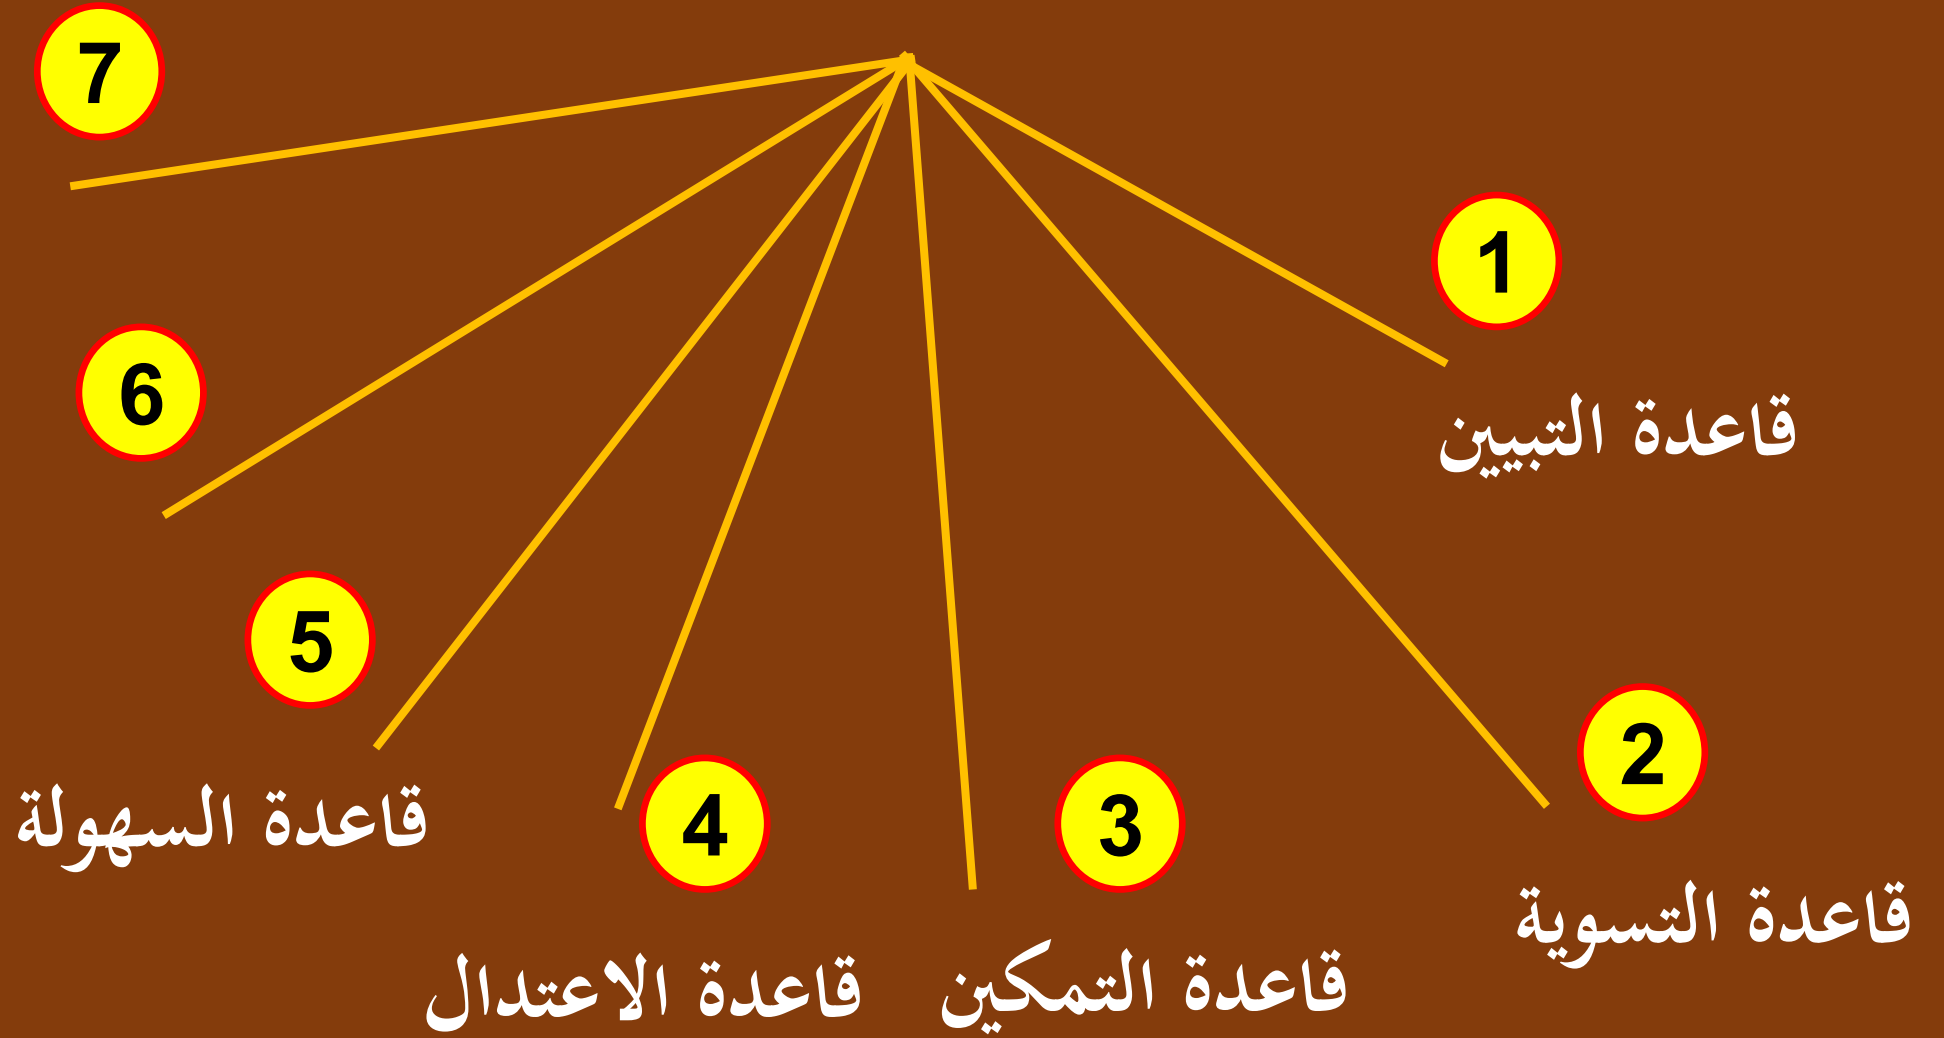 7
1
قاعدة التبيين
6
5
قاعدة السهولة
2
قاعدة التسوية
4
قاعدة الاعتدال
3
قاعدة التمكين